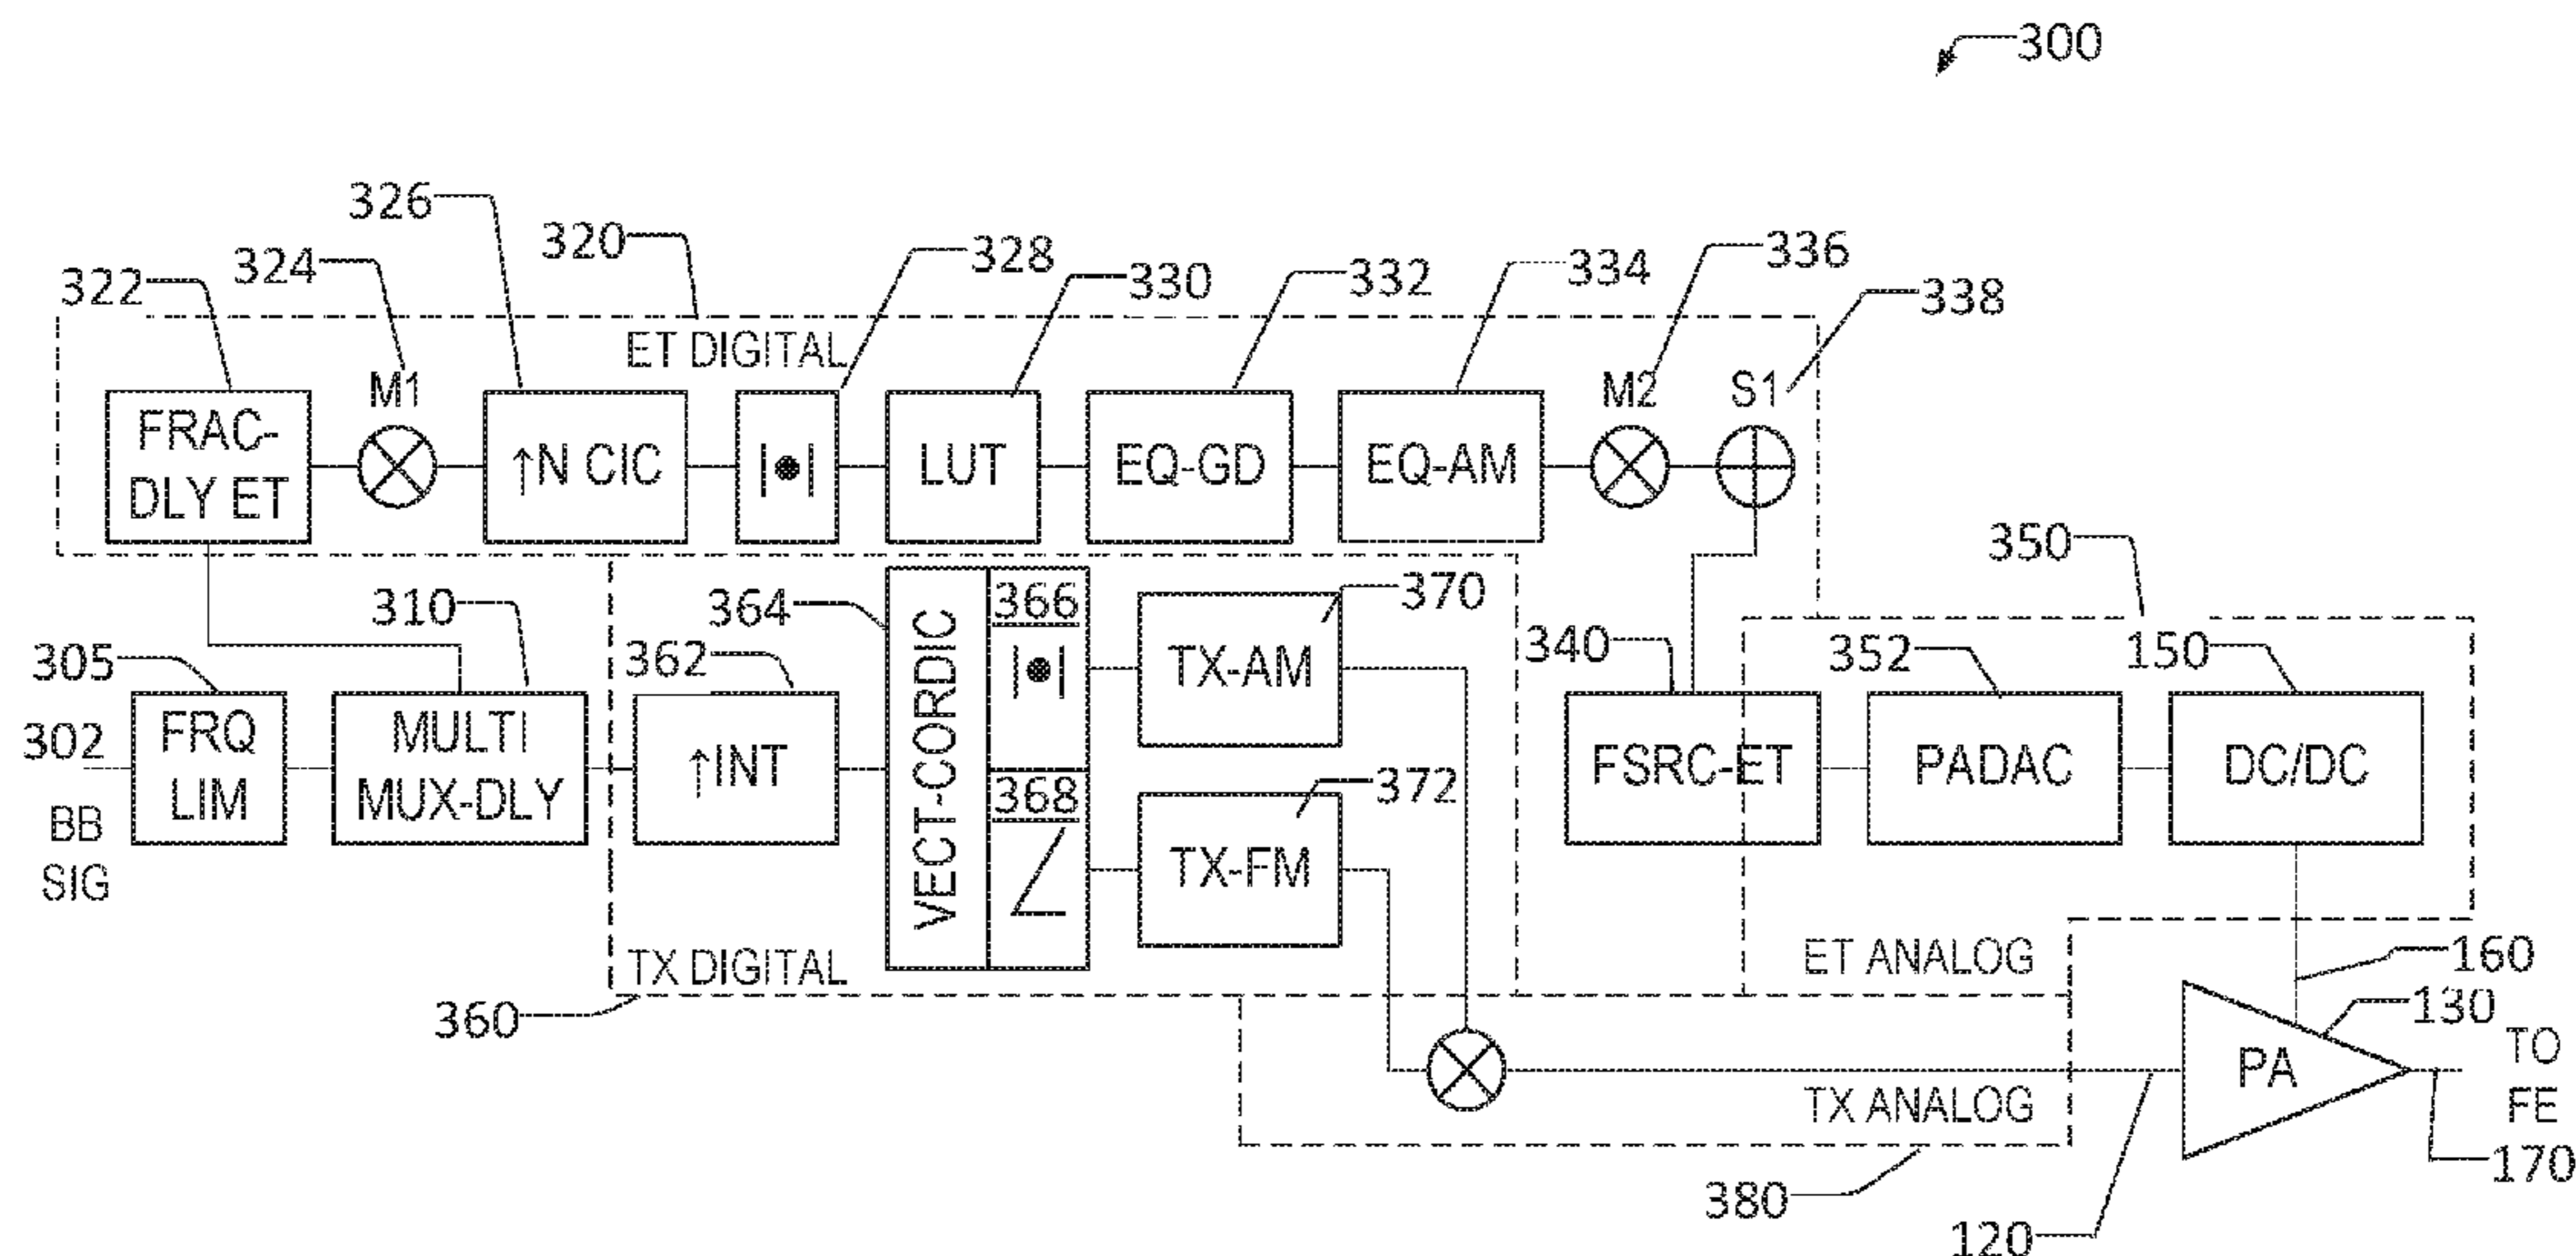 300
326
320
328
324
322
330
332
334
336
338
ET DIGITAL
M1
M2
S1
FRAC-
DLY ET
↑N CIC
|●|
LUT
EQ-GD
EQ-AM
350
310
364
366
370
305
362
340
352
150
302
FRQ
LIM
MULTI
MUX-DLY
↑INT
VECT-CORDIC
|●|
TX-AM
FSRC-ET
PADAC
DC/DC
BB
SIG
368
372
TX-FM
TX DIGITAL
ET ANALOG
360
160
130
PA
TO
FE
TX ANALOG
170
380
120